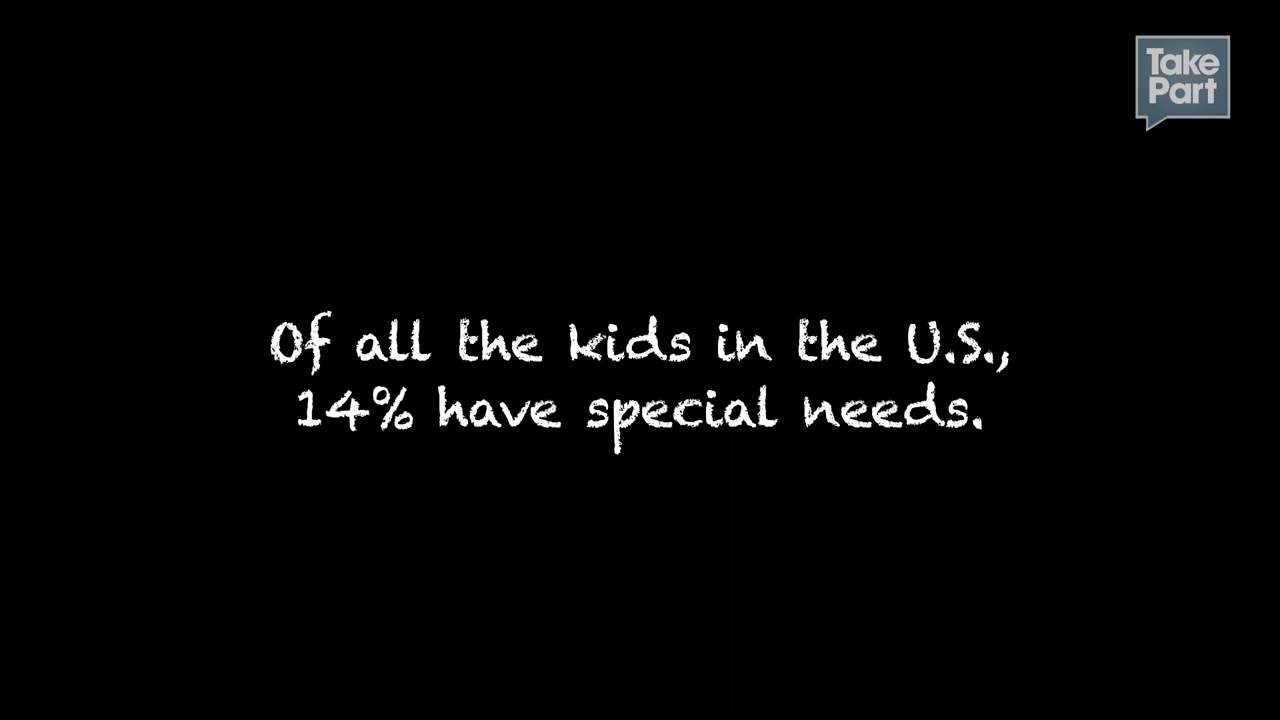 Take
Part
Of all the kids in the U.S.,
14% have special needs.